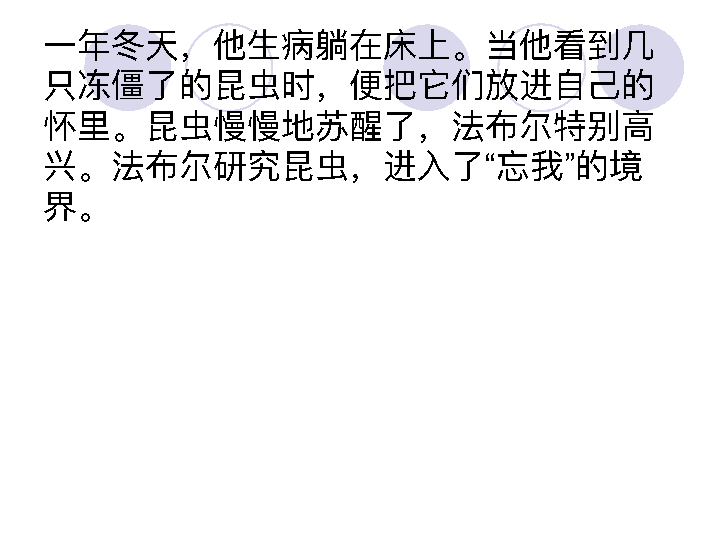 一年冬天，他生病躺在床上。当他看到几
只冻僵了的昆虫时，便把它们放进自己的
怀里。昆虫慢慢地苏醒了，法布尔特别高
兴。法布尔研究昆虫，进入了“忘我”的境
界。